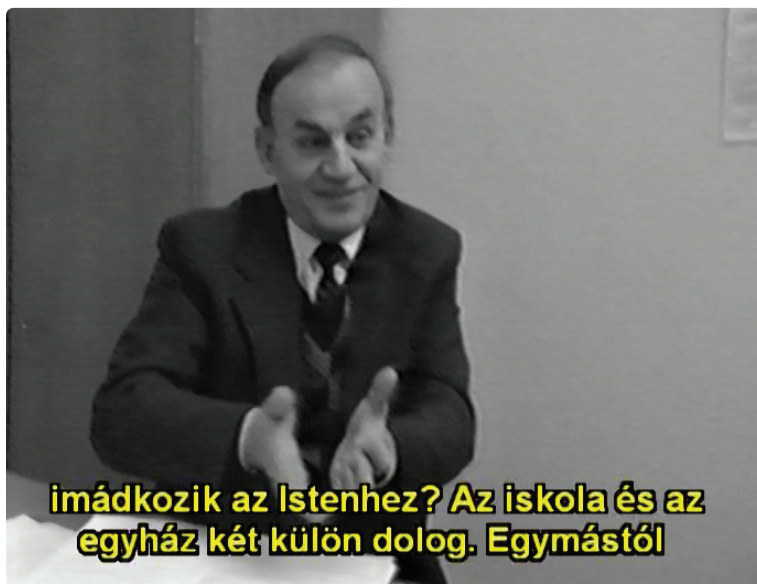 imádkozik az Istenhez? Az iskola és az
egyház két külön dolog. Egymástól